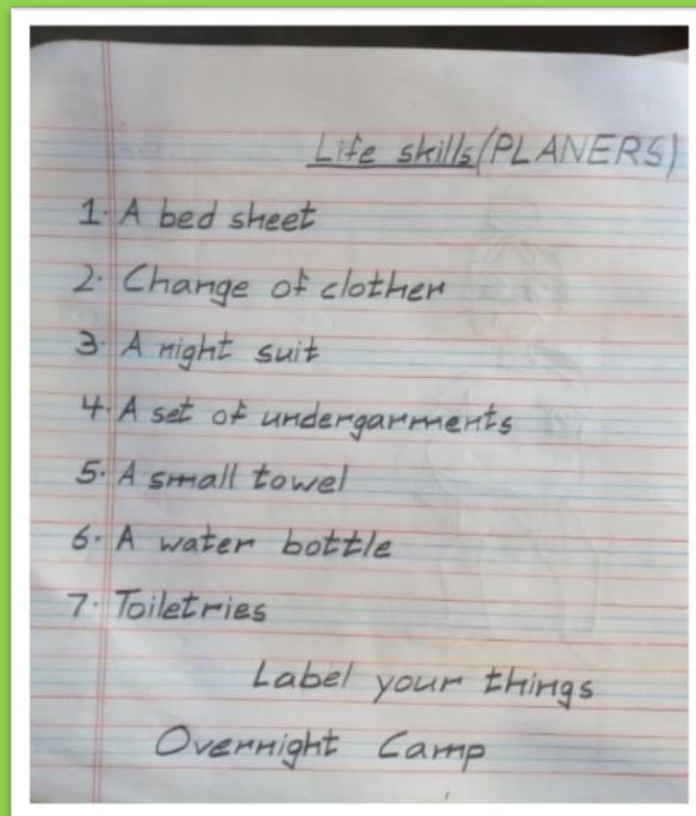 Life skills (PLANERS)
1. A bed sheet
2. Change of clother
3. A night suit
4. A set of undergarments
5. A small towel
6. A water bottle
7. Toiletries
Label your things
Overnight Camp